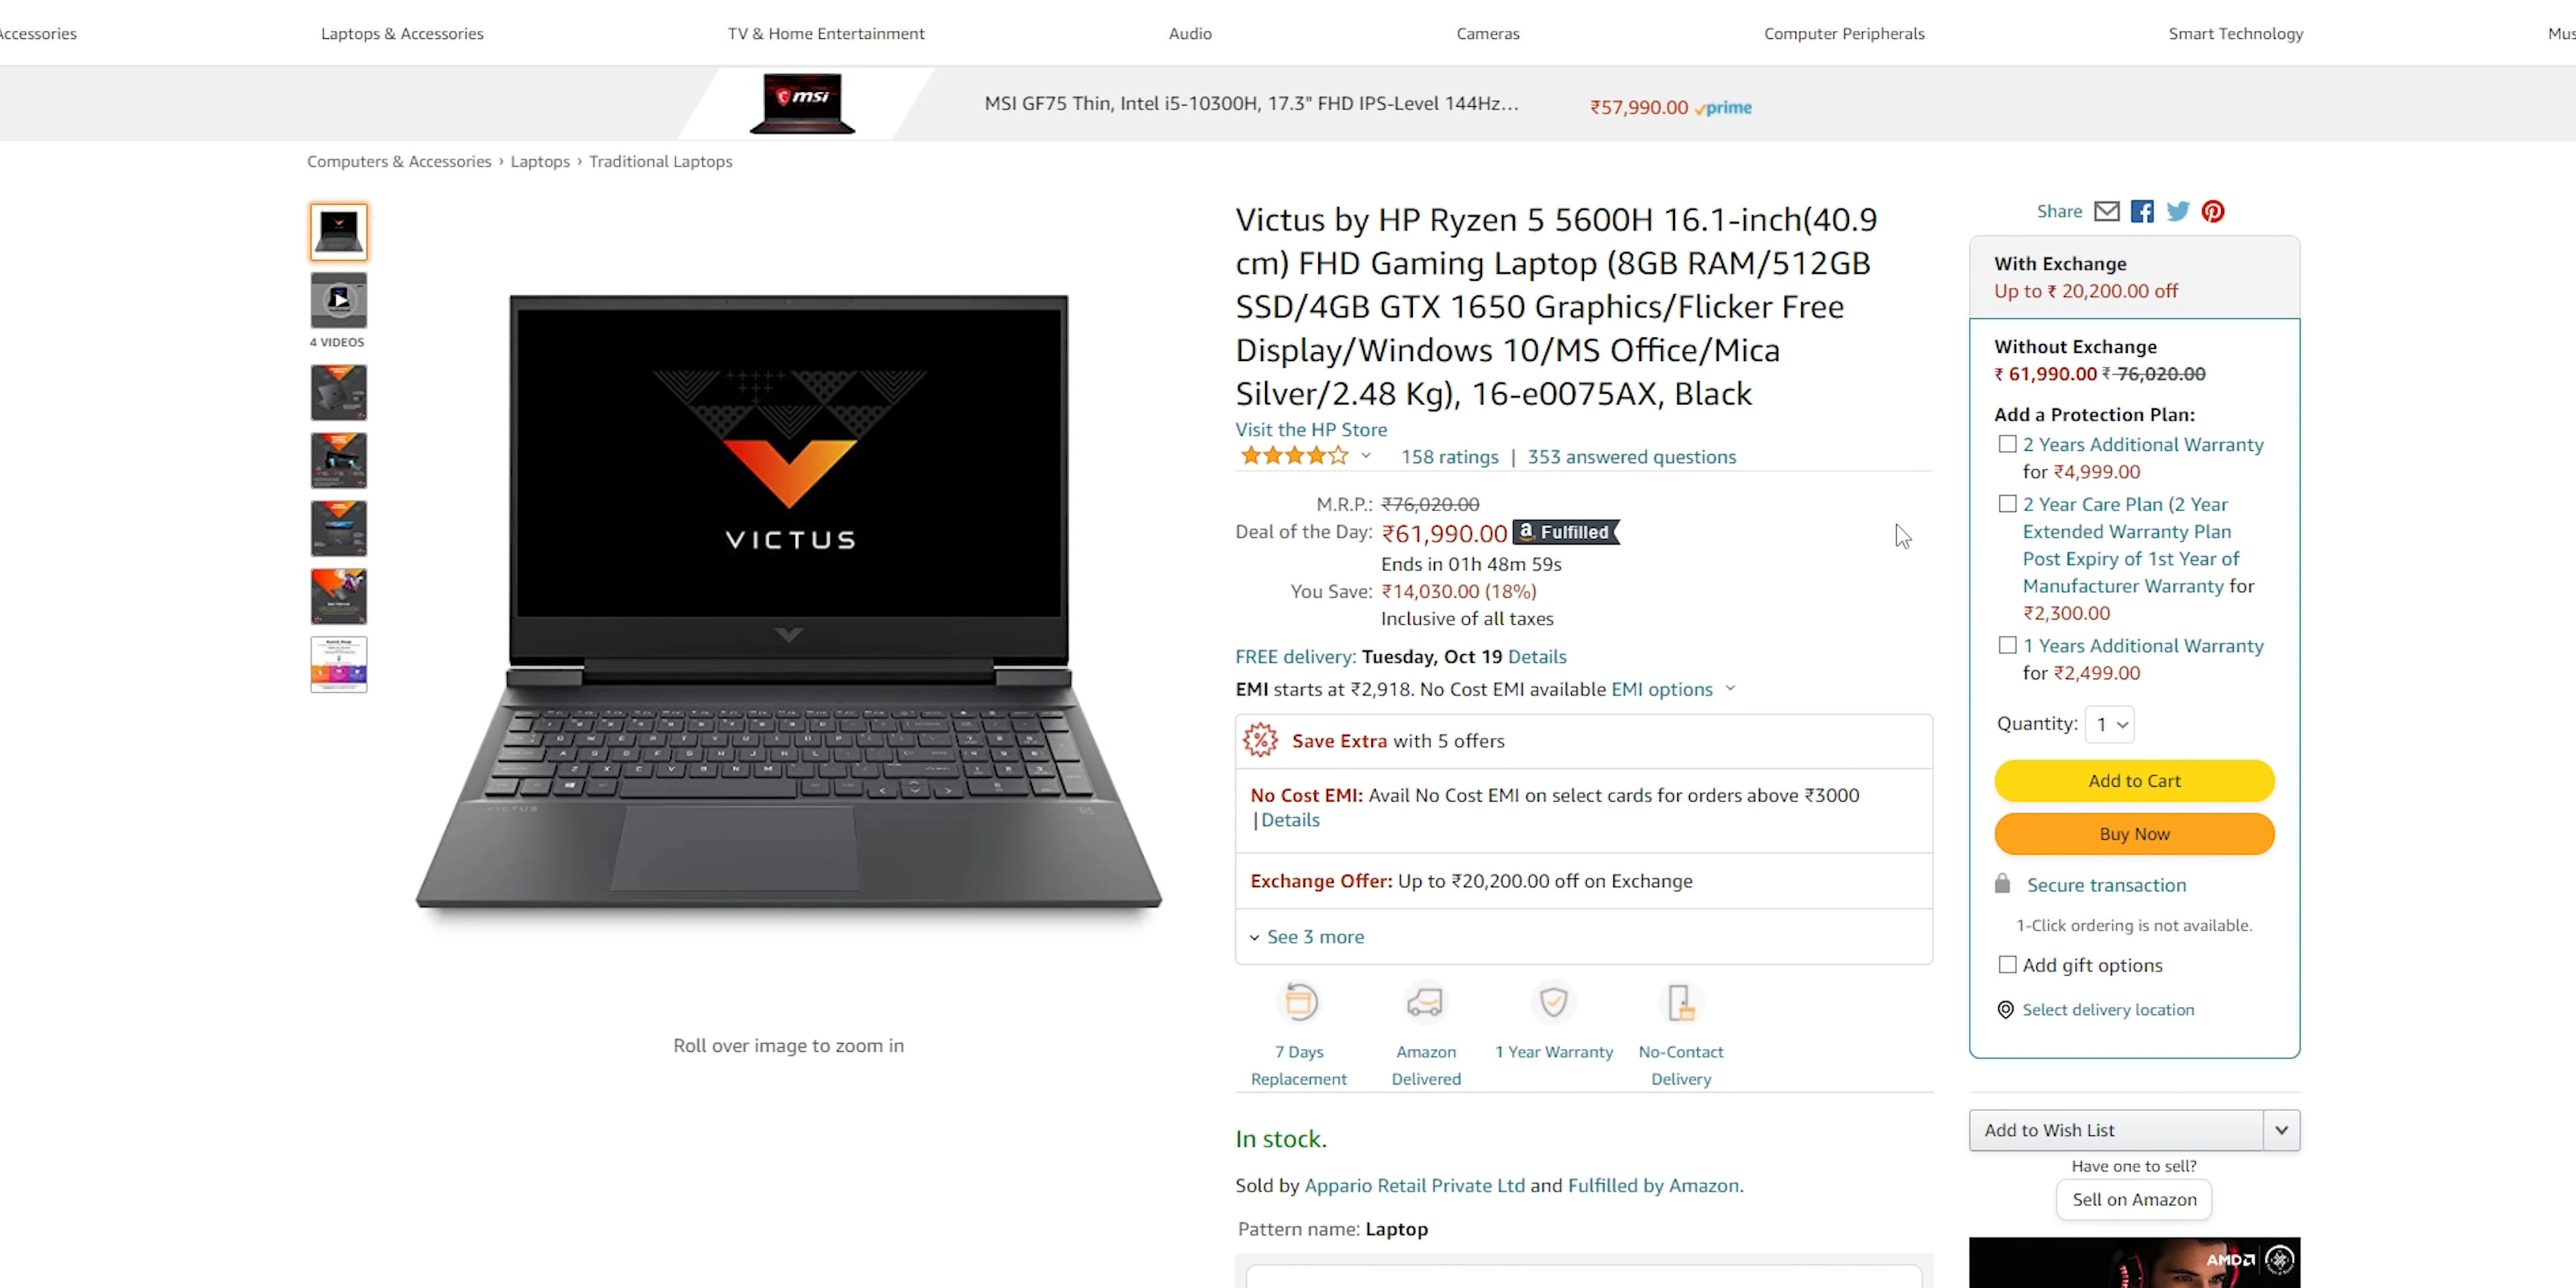 Accessories Laptops & Accessories TV & Home Entertainment Audio Cameras Computer Peripherals Smart Technology Mus
msi
MSI GF75 Thin, Intel i5-10300H, 17.3" FHD IPS-Level 144Hz... ₹57,990.00 prime
Computers & Accessories › Laptops › Traditional Laptops
4 VIDEOS
VICTUS
VICTUS
Roll over image to zoom in
Victus by HP Ryzen 5 5600H 16.1-inch(40.9
cm) FHD Gaming Laptop (8GB RAM/512GB
SSD/4GB GTX 1650 Graphics/Flicker Free
Display/Windows 10/MS Office/Mica
Silver/2.48 Kg), 16-e0075AX, Black
Visit the HP Store
158 ratings | 353 answered questions
M.R.P.: ₹76,020.00
Deal of the Day: ₹61,990.00 a Fulfilled
Ends in 01h 48m 59s
You Save: ₹14,030.00 (18%)
Inclusive of all taxes
FREE delivery: Tuesday, Oct 19 Details
EMI starts at ₹2,918. No Cost EMI available EMI options
Save Extra with 5 offers
No Cost EMI: Avail No Cost EMI on select cards for orders above ₹3000
| Details
Exchange Offer: Up to ₹20,200.00 off on Exchange
See 3 more
7 Days
Replacement
Amazon
Delivered
1 Year Warranty
No-Contact
Delivery
In stock.
Sold by Appario Retail Private Ltd and Fulfilled by Amazon.
Pattern name: Laptop
Share
With Exchange
Up to ₹ 20,200.00 off
Without Exchange
₹ 61,990.00 ₹ 76,020.00
Add a Protection Plan:
2 Years Additional Warranty
for ₹4,999.00
2 Year Care Plan (2 Year
Extended Warranty Plan
Post Expiry of 1st Year of
Manufacturer Warranty for
₹2,300.00
1 Years Additional Warranty
for ₹2,499.00
Quantity: 1
Add to Cart
Buy Now
Secure transaction
1-Click ordering is not available.
Add gift options
Select delivery location
Add to Wish List
Have one to sell?
Sell on Amazon
AMD